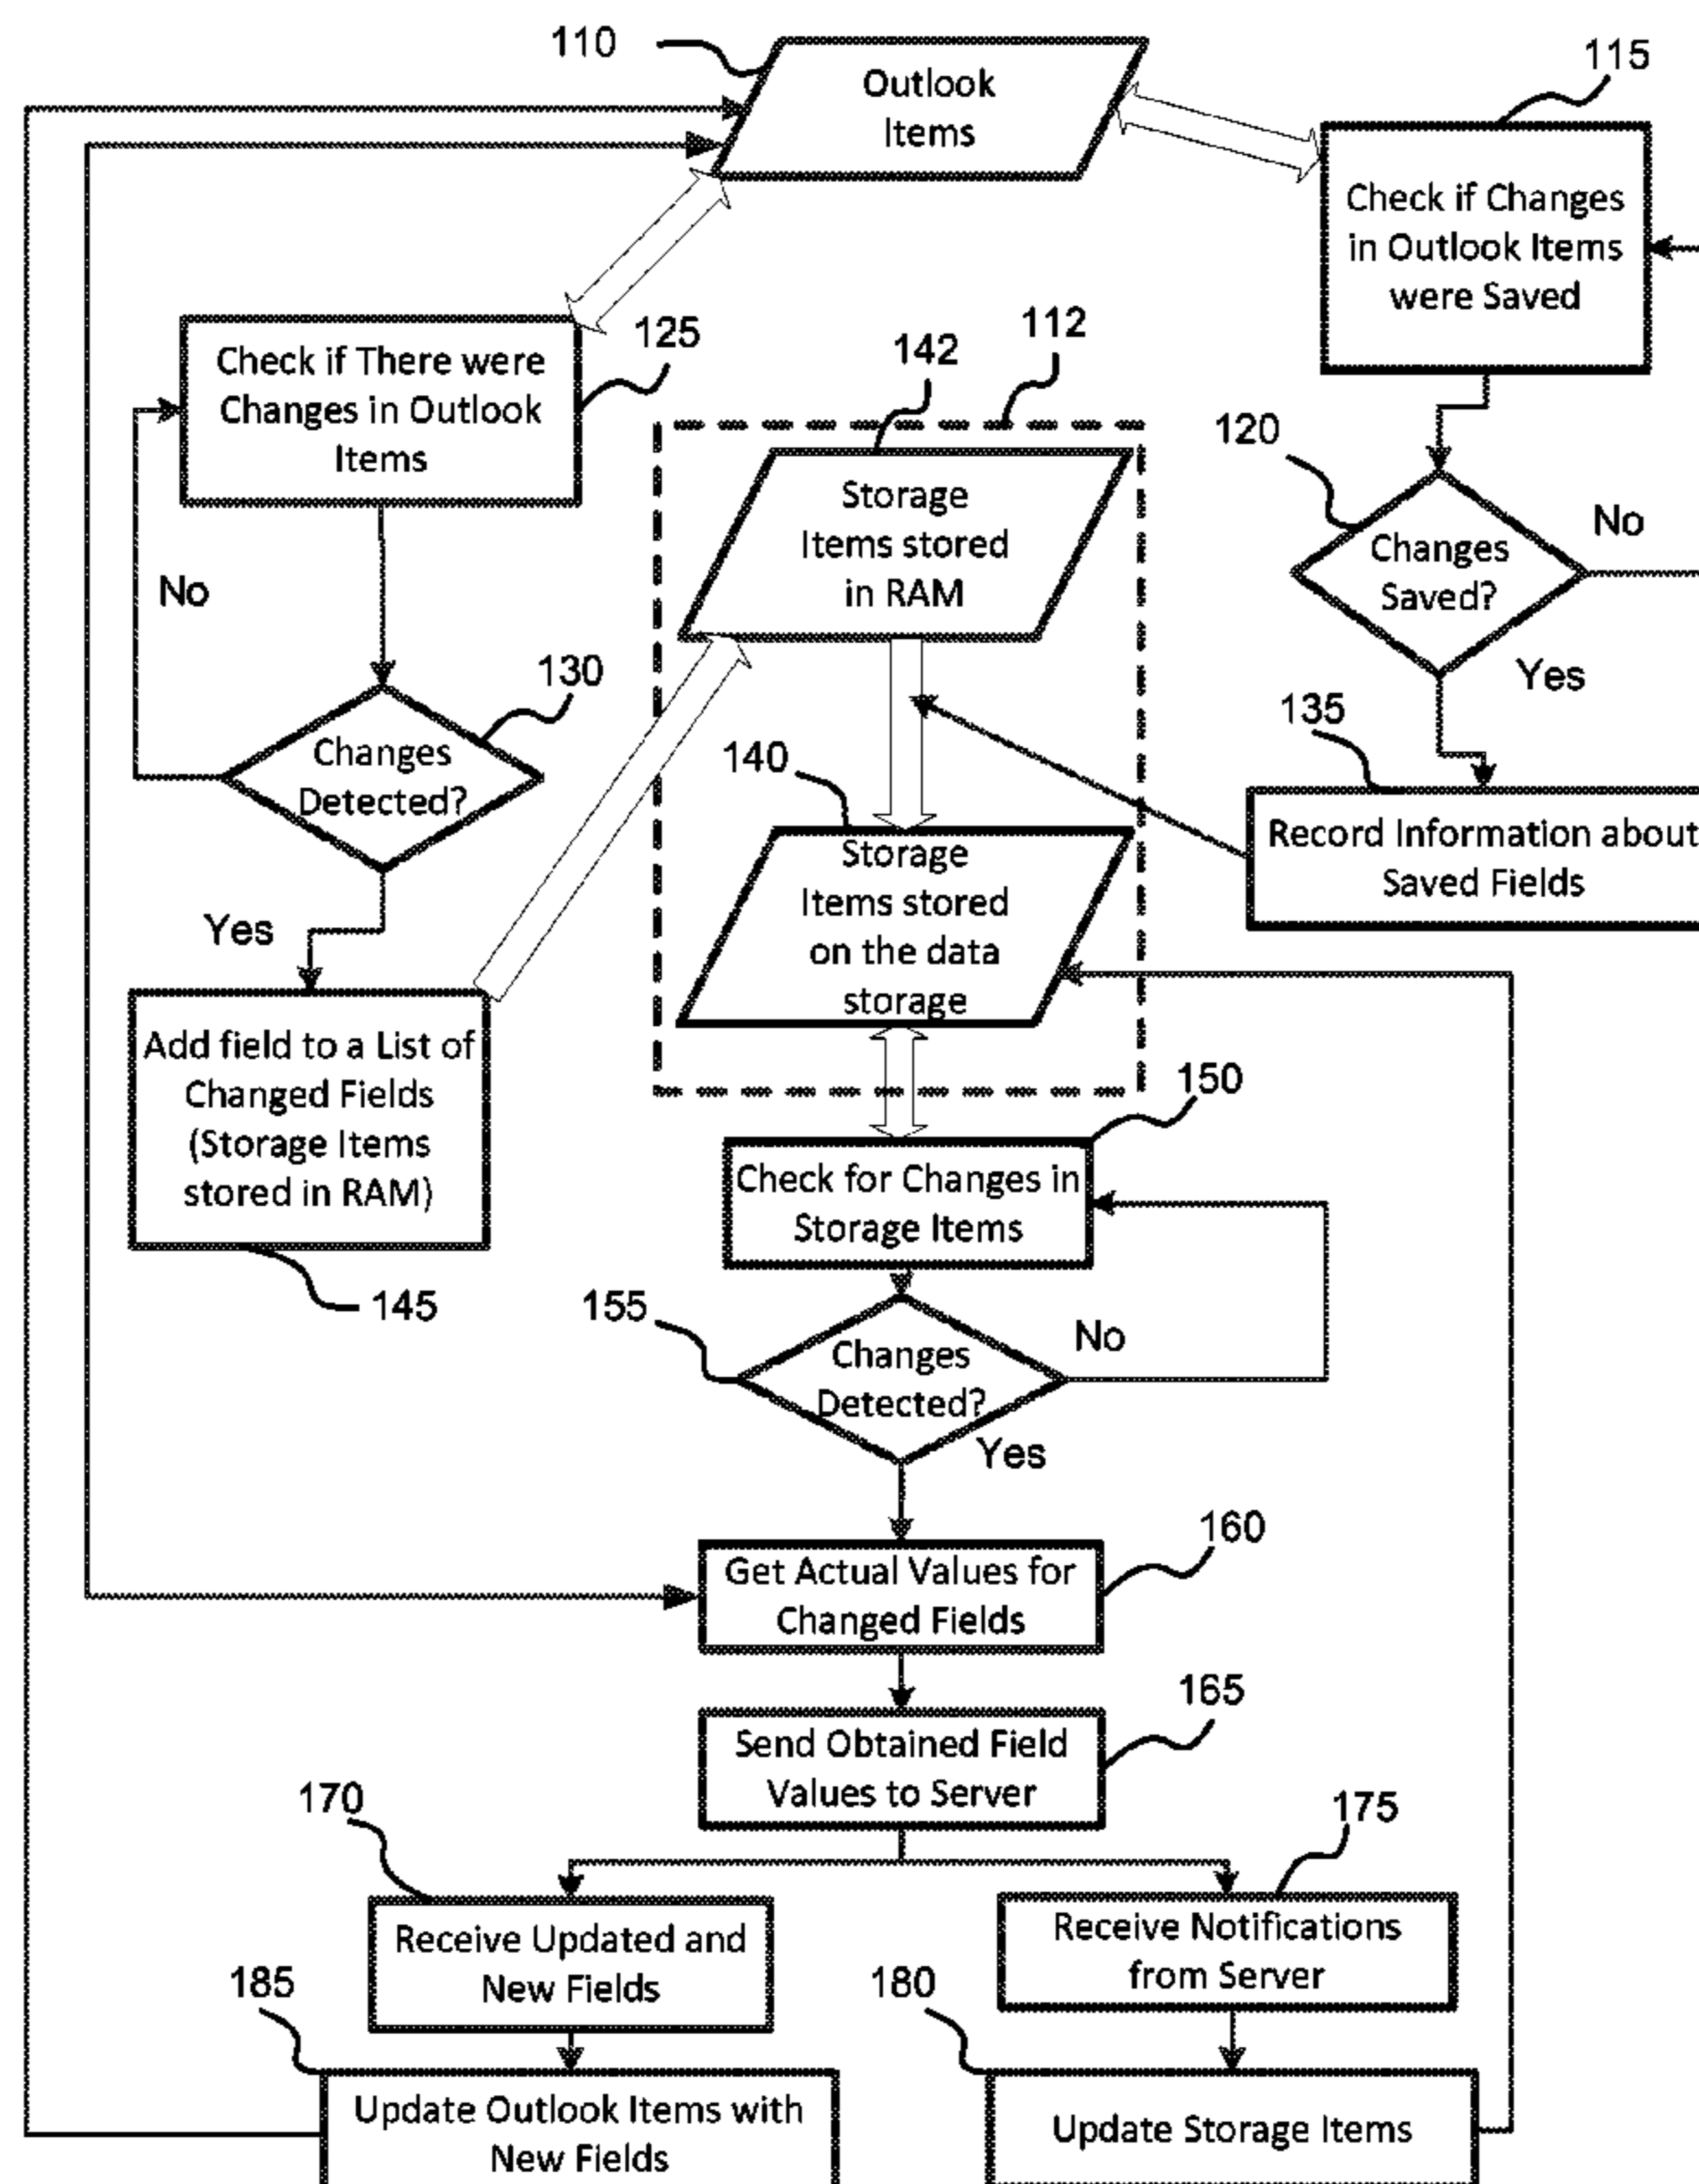 110
Outlook
Items
115
Check if Changes
in Outlook Items
were Saved
Check if There were
Changes in Outlook
Items
125
142
112
Storage
Items stored
in RAM
120
Changes
Saved?
No
Yes
No
130
Changes
Detected?
Yes
135
Record Information about
Saved Fields
140
Storage
Items stored
on the data
storage
Add field to a List of
Changed Fields
(Storage Items
stored in RAM)
145
150
Check for Changes in
Storage Items
155
Changes
Detected?
No
Yes
160
Get Actual Values for
Changed Fields
165
Send Obtained Field
Values to Server
170
Receive Updated and
New Fields
175
Receive Notifications
from Server
185
Update Outlook Items with
New Fields
180
Update Storage Items